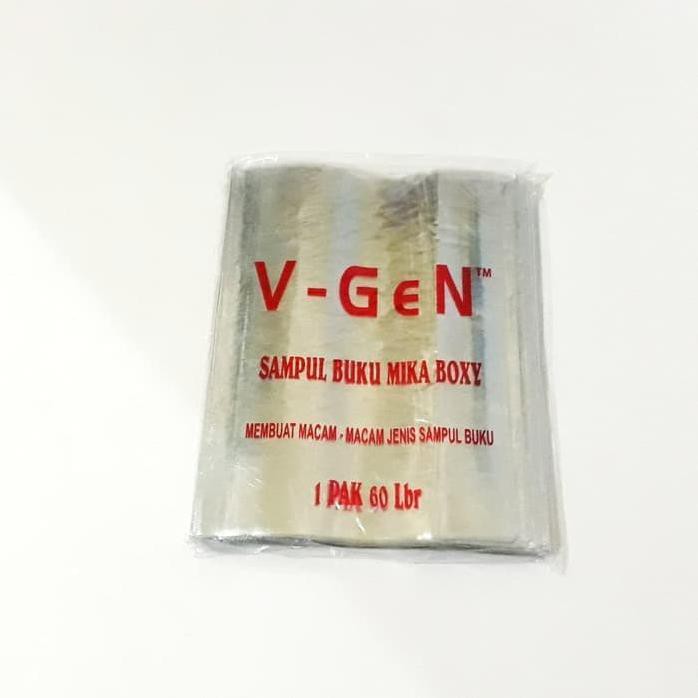 V-GeN™
SAMPUL BUKU MIKA BOXY
MEMBUAT MACAM - MACAM JENIS SAMPUL BUKU
1 PAK 60 Lbr